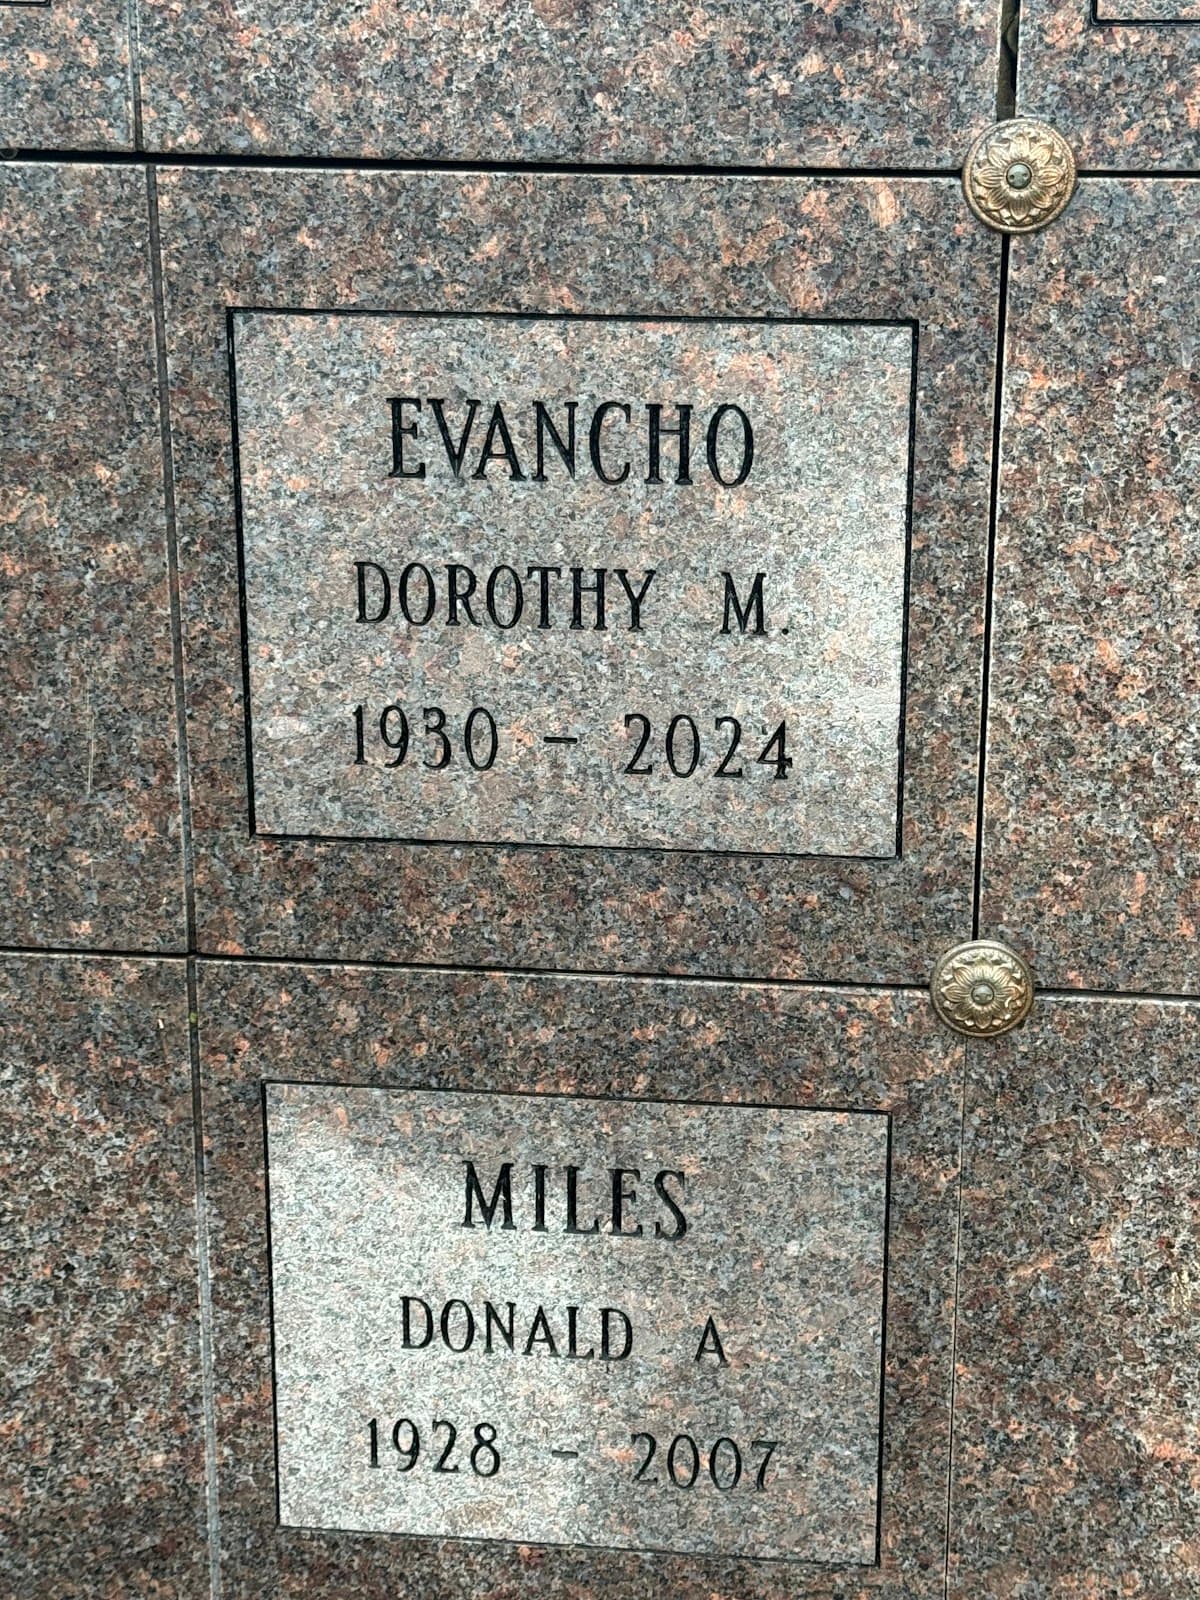 EVANCHO
DOROTHY M.
1930 - 2024
MILES
DONALD A
1928 - 2007